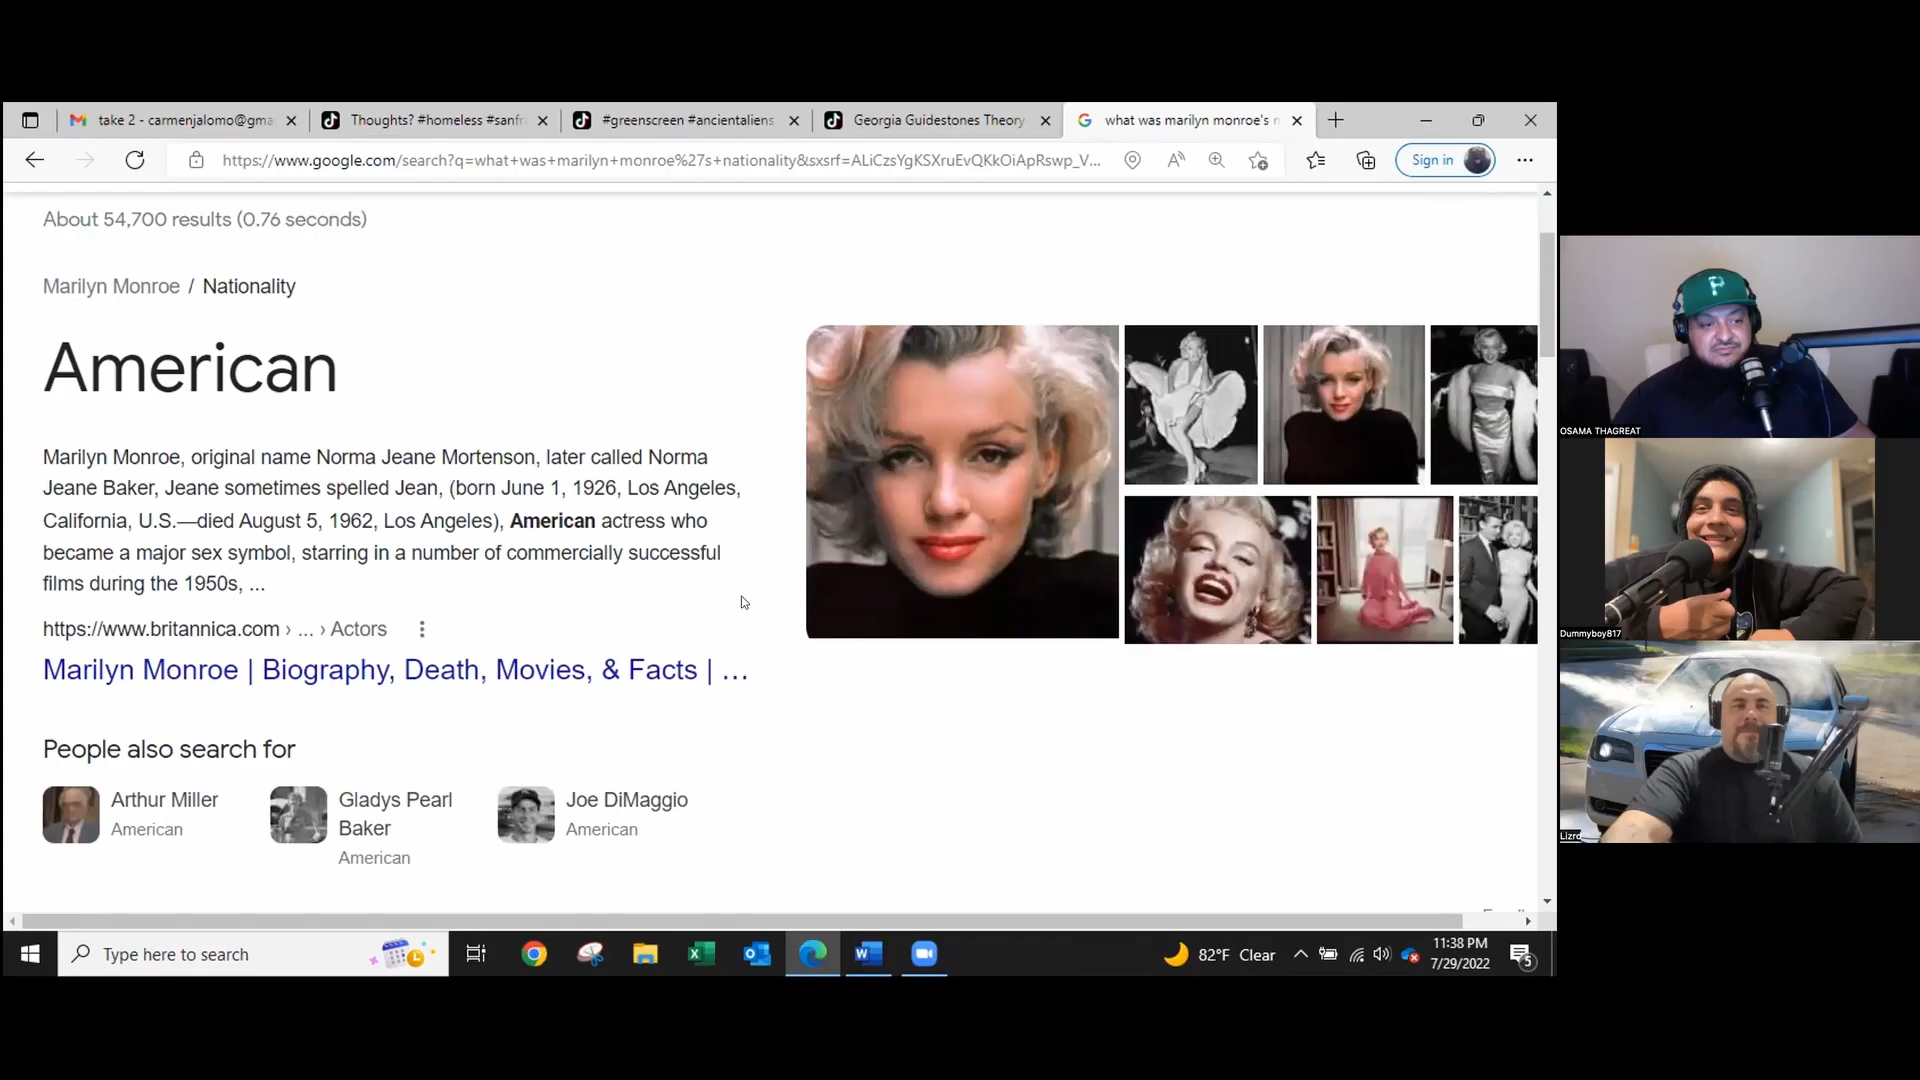 take 2 - carmenjalomo@gma
Thoughts? #homeless #sanfr
#greenscreen #ancientaliens
Georgia Guidestones Theory
what was marilyn monroe's n
https://www.google.com/search?q=what+was+marilyn+monroe%27s+nationality&sxsrf=ALiCzsYgKSXruEvQKkOiApRswp_V...
Sign in
About 54,700 results (0.76 seconds)
Marilyn Monroe / Nationality
American
Marilyn Monroe, original name Norma Jeane Mortenson, later called Norma
Jeane Baker, Jeane sometimes spelled Jean, (born June 1, 1926, Los Angeles,
California, U.S.—died August 5, 1962, Los Angeles), American actress who
became a major sex symbol, starring in a number of commercially successful
films during the 1950s, ...
https://www.britannica.com › ... › Actors
Marilyn Monroe | Biography, Death, Movies, & Facts | ...
People also search for
Arthur Miller
American
Gladys Pearl
Baker
American
Joe DiMaggio
American
P
OSAMA THAGREAT
Dummyboy817
Type here to search
82°F Clear
11:38 PM
7/29/2022
5